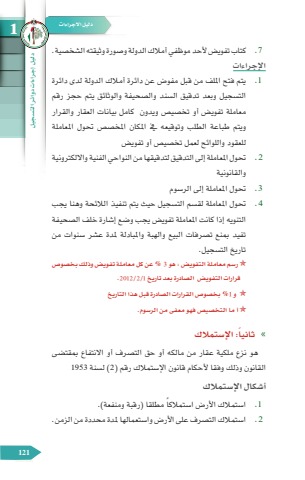 دليل الإجراءات
1
دليل إجراءات دوائر التسجيل
7. كتاب تفويض لأحد موظفي أملاك الدولة وصورة وثيقته الشخصية.
الإجراءات
1. يتم فتح الملف من قبل مفوض عن دائرة أملاك الدولة لدى دائرة
التسجيل وبعد تدقيق السند والصحيفة والوثائق يتم حجز رقم
معاملة تفويض أو تخصيص ويدون كامل بيانات العقار والقرار
ويتم طباعة الطلب وتوقيعه في المكان المخصص تحول المعاملة
للعقود واللوائح لعمل تخصيص أو تفويض
2. تحول المعاملة إلى التدقيق لتدقيقها من النواحي الفنية والالكترونية
والقانونية
3. تحول المعاملة إلى الرسوم
4. تحول المعاملة لقسم التسجيل حيث يتم تنفيذ اللائحة وهنا يجب
التنويه إذا كانت المعاملة تفويض يجب وضع إشارة خلف الصحيفة
تفيد بمنع تصرفات البيع والهبة والمبادلة لمدة عشر سنوات من
تاريخ التسجيل.
* رسم معاملة التفويض ، هو 3 % عن كل معاملة تفويض وذلك بخصوص
قرارات التفويض الصادرة بعد تاريخ 2012/2/1.
* و 1% بخصوص القرارات الصادرة قبل هذا التاريخ
* اما التخصيص فهو معفى من الرسوم.
» ثانياً: الإستملاك
هو نزع ملكية عقار من مالكه أو حق التصرف أو الانتفاع بمقتضى
القانون وذلك وفقا لأحكام قانون الإستملاك رقم (2) لسنة 1953
أشكال الإستملاك
1. استملاك الأرض استملاكاً مطلقا (رقبة ومنفعة).
2. استملاك التصرف على الأرض واستعمالها لمدة محددة من الزمن.
121